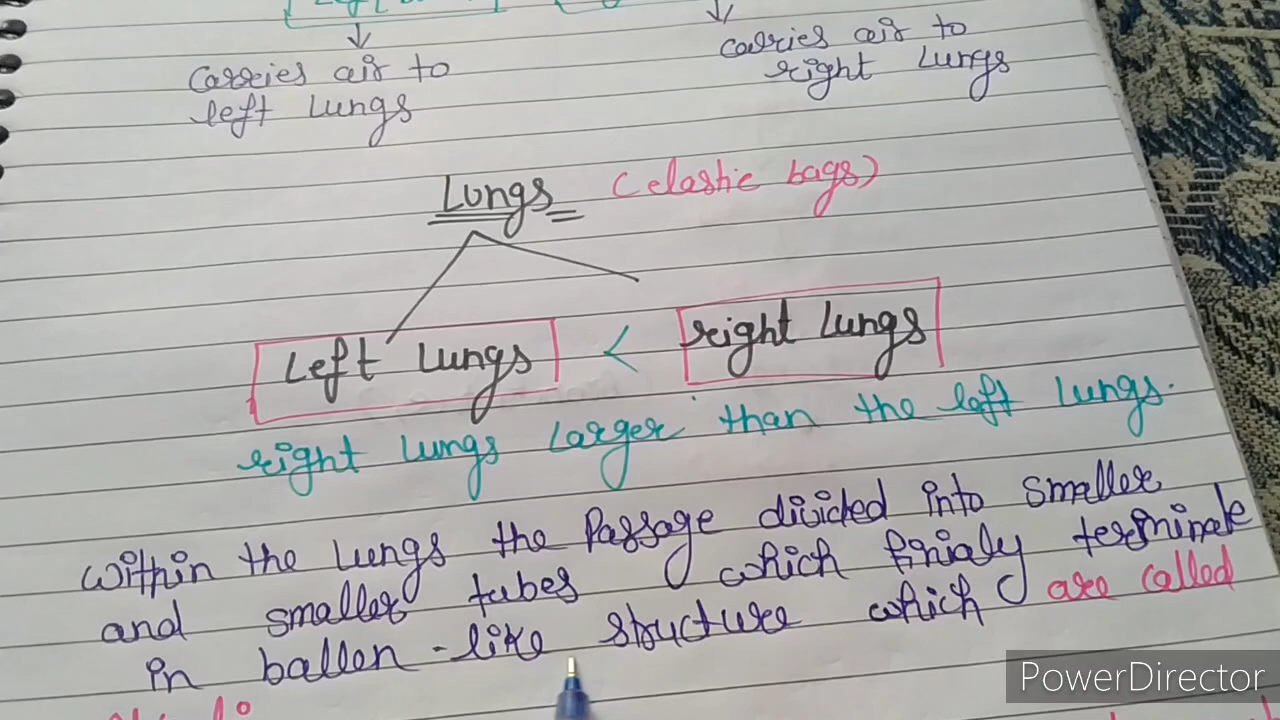 carries air to
left lungs
carries air to
right lungs
Lungs (elastic bags)
Left Lungs < right Lungs
right lungs larger than the left lungs.
within the lungs the Passage divided into smaller
and smaller tubes which finialy terminate
in ballon-like structure which are called
PowerDirector